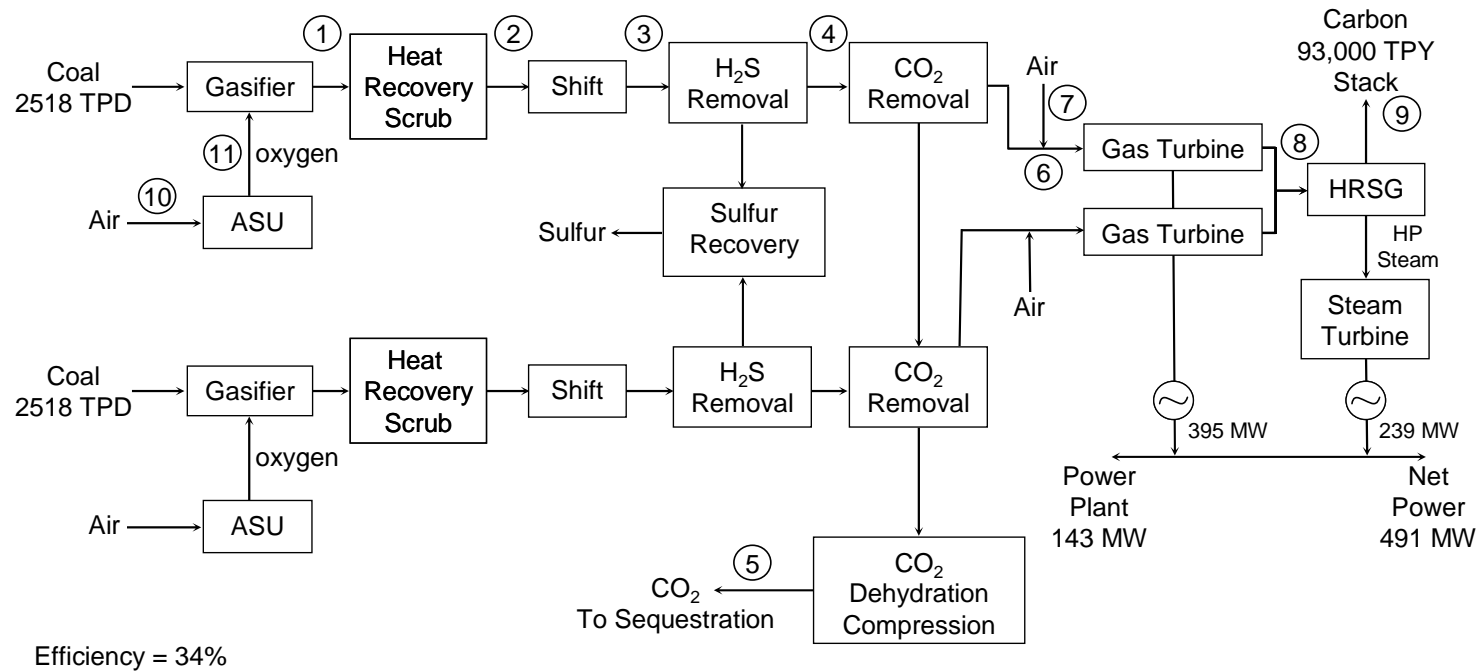 Coal
2518 TPD
Gasifier
1
Heat
Recovery
Scrub
2
Shift
3
H₂S
Removal
4
CO₂
Removal
Air
7
6
Gas Turbine
8
Carbon
93,000 TPY
Stack
9
HRSG
11
oxygen
Air
10
ASU
Sulfur
Sulfur
Recovery
Gas Turbine
Air
HP
Steam
Steam
Turbine
Coal
2518 TPD
Gasifier
Heat
Recovery
Scrub
Shift
H₂S
Removal
CO₂
Removal
oxygen
Air
ASU
395 MW
239 MW
Power
Plant
143 MW
Net
Power
491 MW
5
CO₂
To Sequestration
CO₂
Dehydration
Compression
Efficiency = 34%